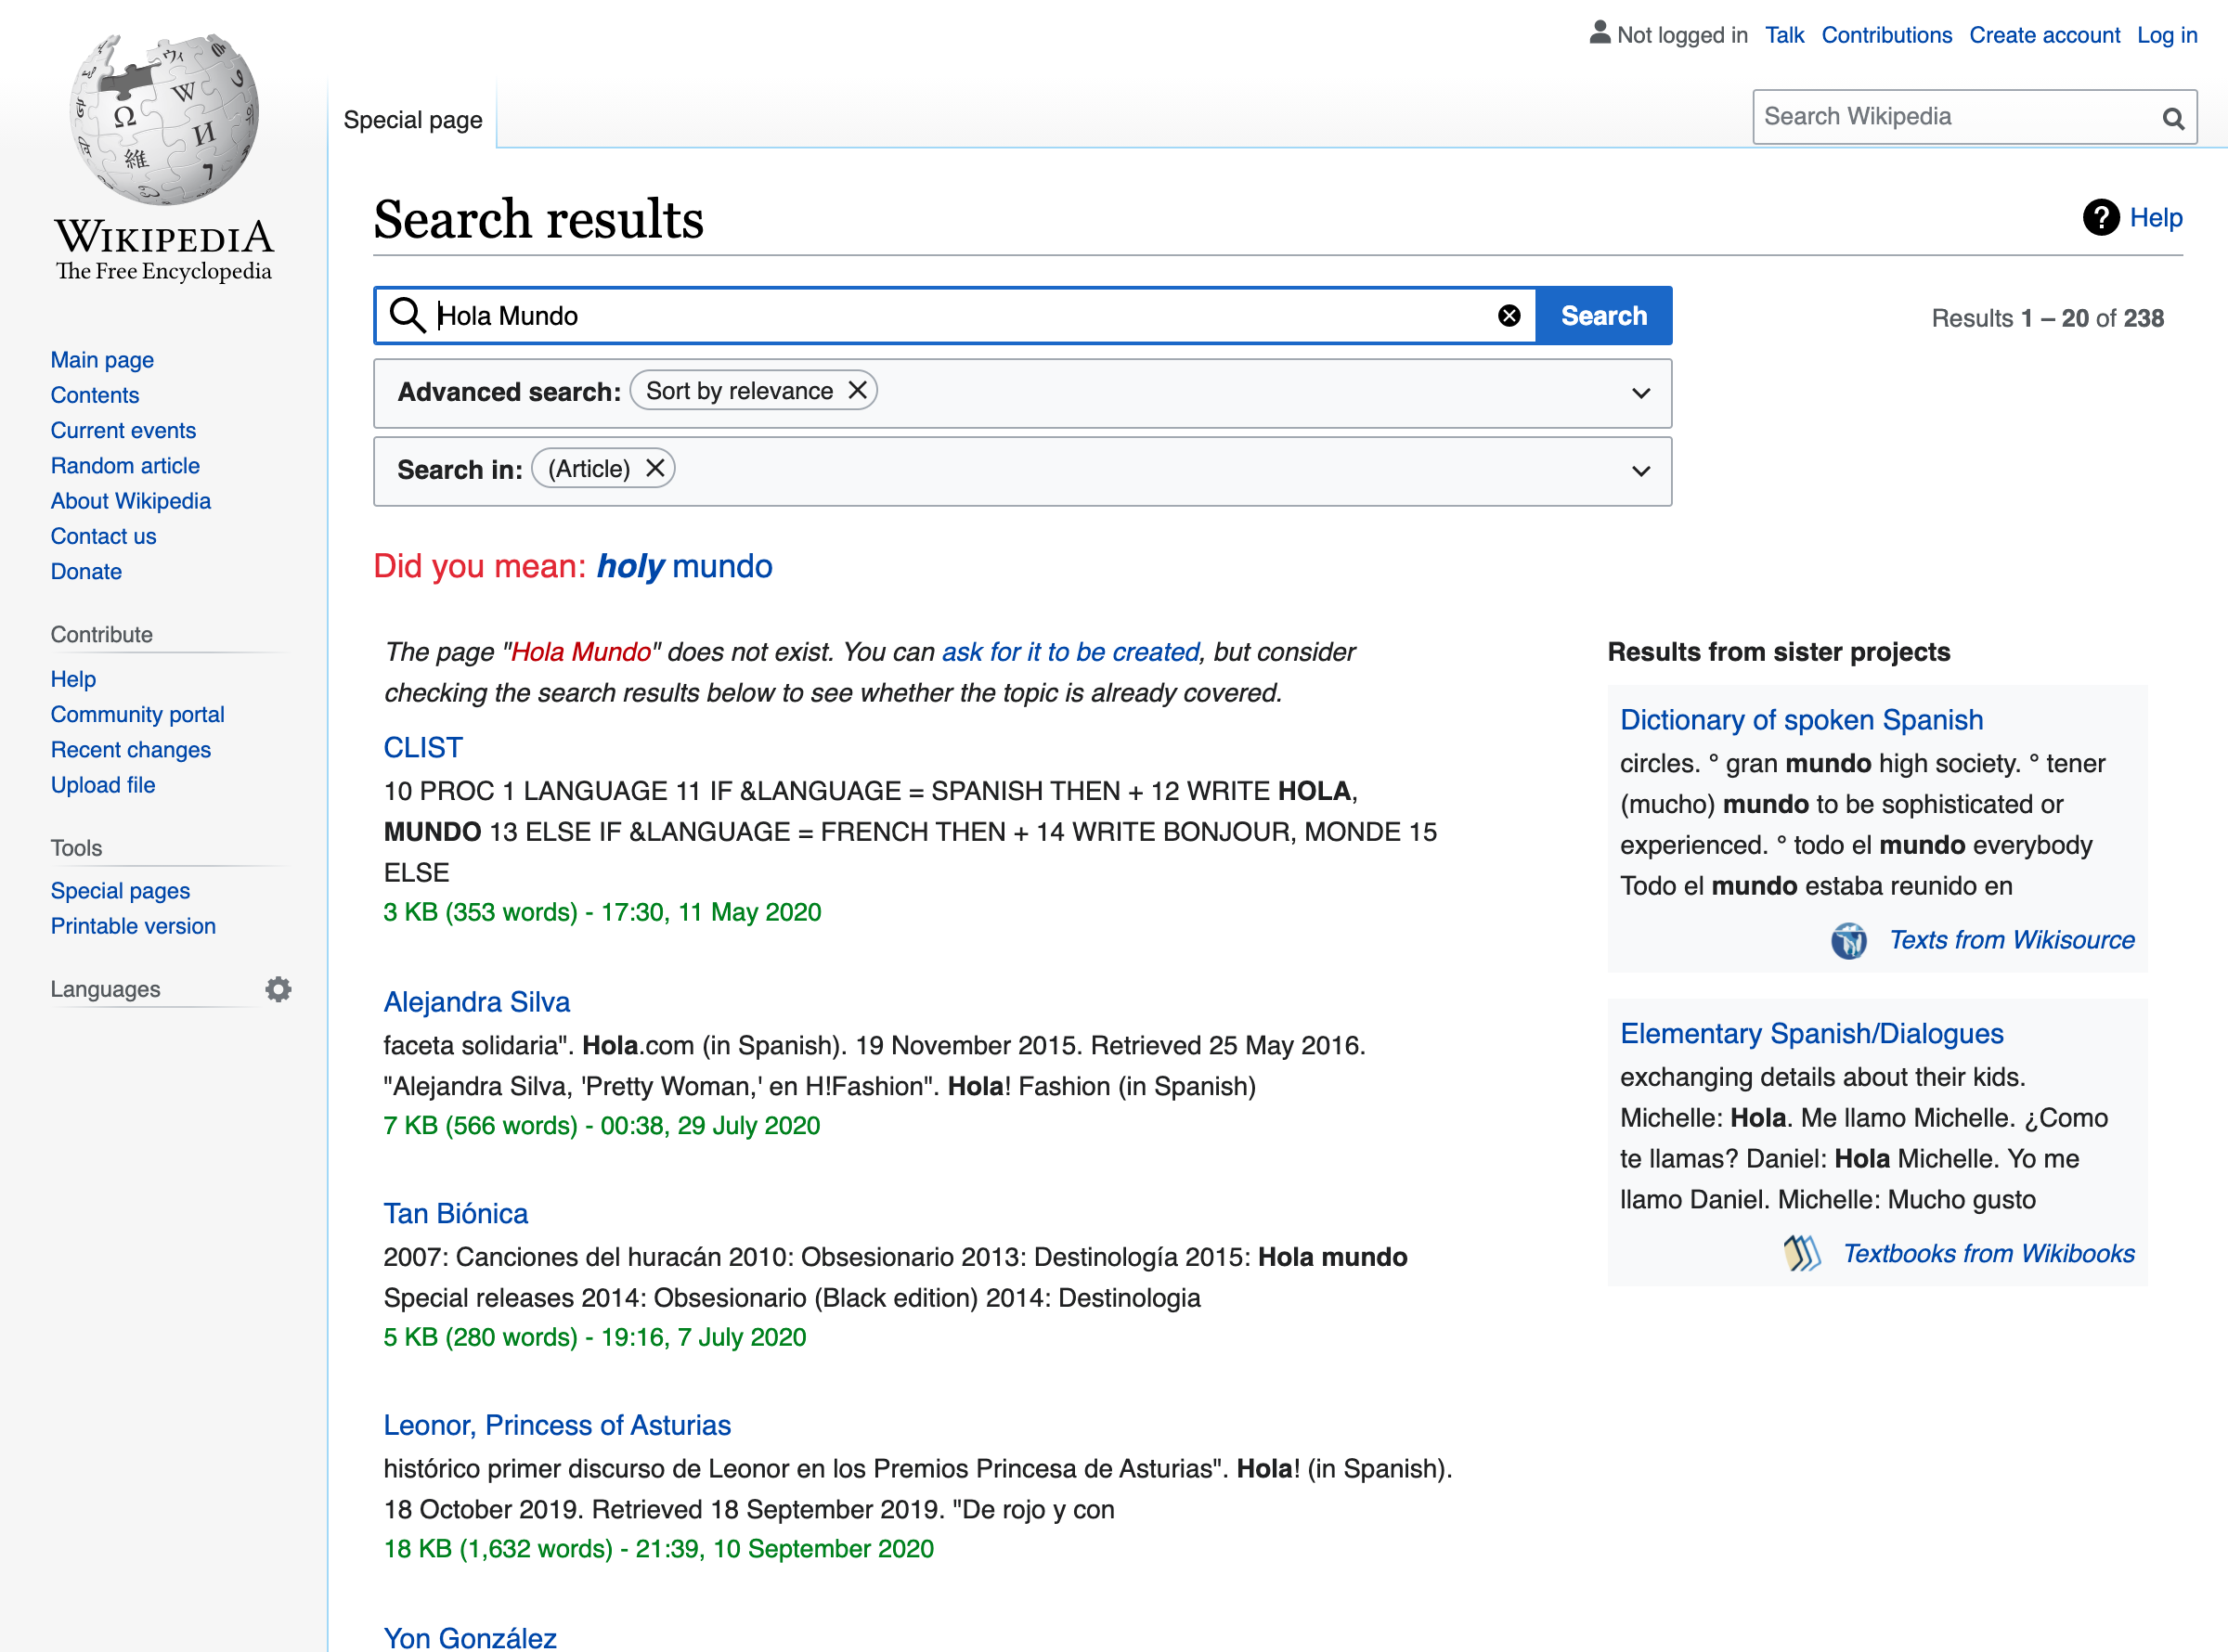 Not logged in Talk Contributions Create account Log in
Special page
Search Wikipedia
WIKIPEDIA
The Free Encyclopedia
Main page
Contents
Current events
Random article
About Wikipedia
Contact us
Donate
Contribute
Help
Community portal
Recent changes
Upload file
Tools
Special pages
Printable version
Languages
Search results
Help
Hola Mundo
Search
Results 1 – 20 of 238
Advanced search: Sort by relevance
Search in: (Article)
Did you mean: holy mundo
The page "Hola Mundo" does not exist. You can ask for it to be created, but consider
checking the search results below to see whether the topic is already covered.
CLIST
10 PROC 1 LANGUAGE 11 IF &LANGUAGE = SPANISH THEN + 12 WRITE HOLA,
MUNDO 13 ELSE IF &LANGUAGE = FRENCH THEN + 14 WRITE BONJOUR, MONDE 15
ELSE
3 KB (353 words) - 17:30, 11 May 2020
Alejandra Silva
faceta solidaria". Hola.com (in Spanish). 19 November 2015. Retrieved 25 May 2016.
"Alejandra Silva, 'Pretty Woman,' en H!Fashion". Hola! Fashion (in Spanish)
7 KB (566 words) - 00:38, 29 July 2020
Tan Biónica
2007: Canciones del huracán 2010: Obsesionario 2013: Destinología 2015: Hola mundo
Special releases 2014: Obsesionario (Black edition) 2014: Destinologia
5 KB (280 words) - 19:16, 7 July 2020
Leonor, Princess of Asturias
histórico primer discurso de Leonor en los Premios Princesa de Asturias". Hola! (in Spanish).
18 October 2019. Retrieved 18 September 2019. "De rojo y con
18 KB (1,632 words) - 21:39, 10 September 2020
Yon González
Results from sister projects
Dictionary of spoken Spanish
circles. ° gran mundo high society. ° tener
(mucho) mundo to be sophisticated or
experienced. ° todo el mundo everybody
Todo el mundo estaba reunido en
Texts from Wikisource
Elementary Spanish/Dialogues
exchanging details about their kids.
Michelle: Hola. Me llamo Michelle. ¿Como
te llamas? Daniel: Hola Michelle. Yo me
llamo Daniel. Michelle: Mucho gusto
Textbooks from Wikibooks